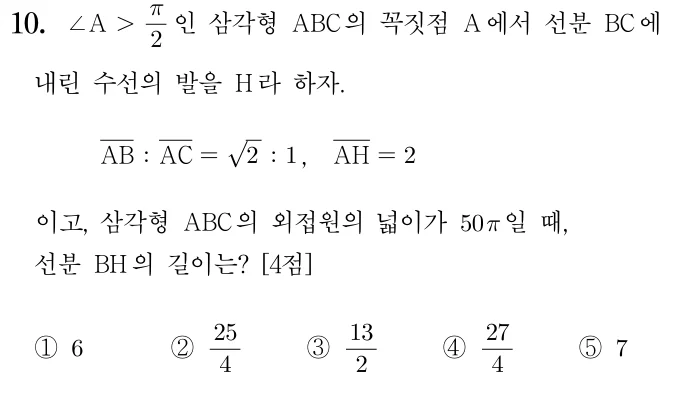 10. ∠A > π/2 인 삼각형 ABC의 꼭짓점 A에서 선분 BC에
내린 수선의 발을 H라 하자.
A̅B̅ : A̅C̅ = √2 : 1, A̅H̅ = 2
이고, 삼각형 ABC의 외접원의 넓이가 50π일 때,
선분 BH의 길이는? [4점]
① 6 ② 25/4 ③ 13/2 ④ 27/4 ⑤ 7